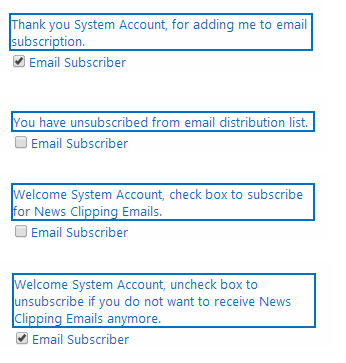 Thank you System Account, for adding me to email
subscription.
Email Subscriber
You have unsubscribed from email distribution list.
Email Subscriber
Welcome System Account, check box to subscribe
for News Clipping Emails.
Email Subscriber
Welcome System Account, uncheck box to
unsubscribe if you do not want to receive News
Clipping Emails anymore.
Email Subscriber